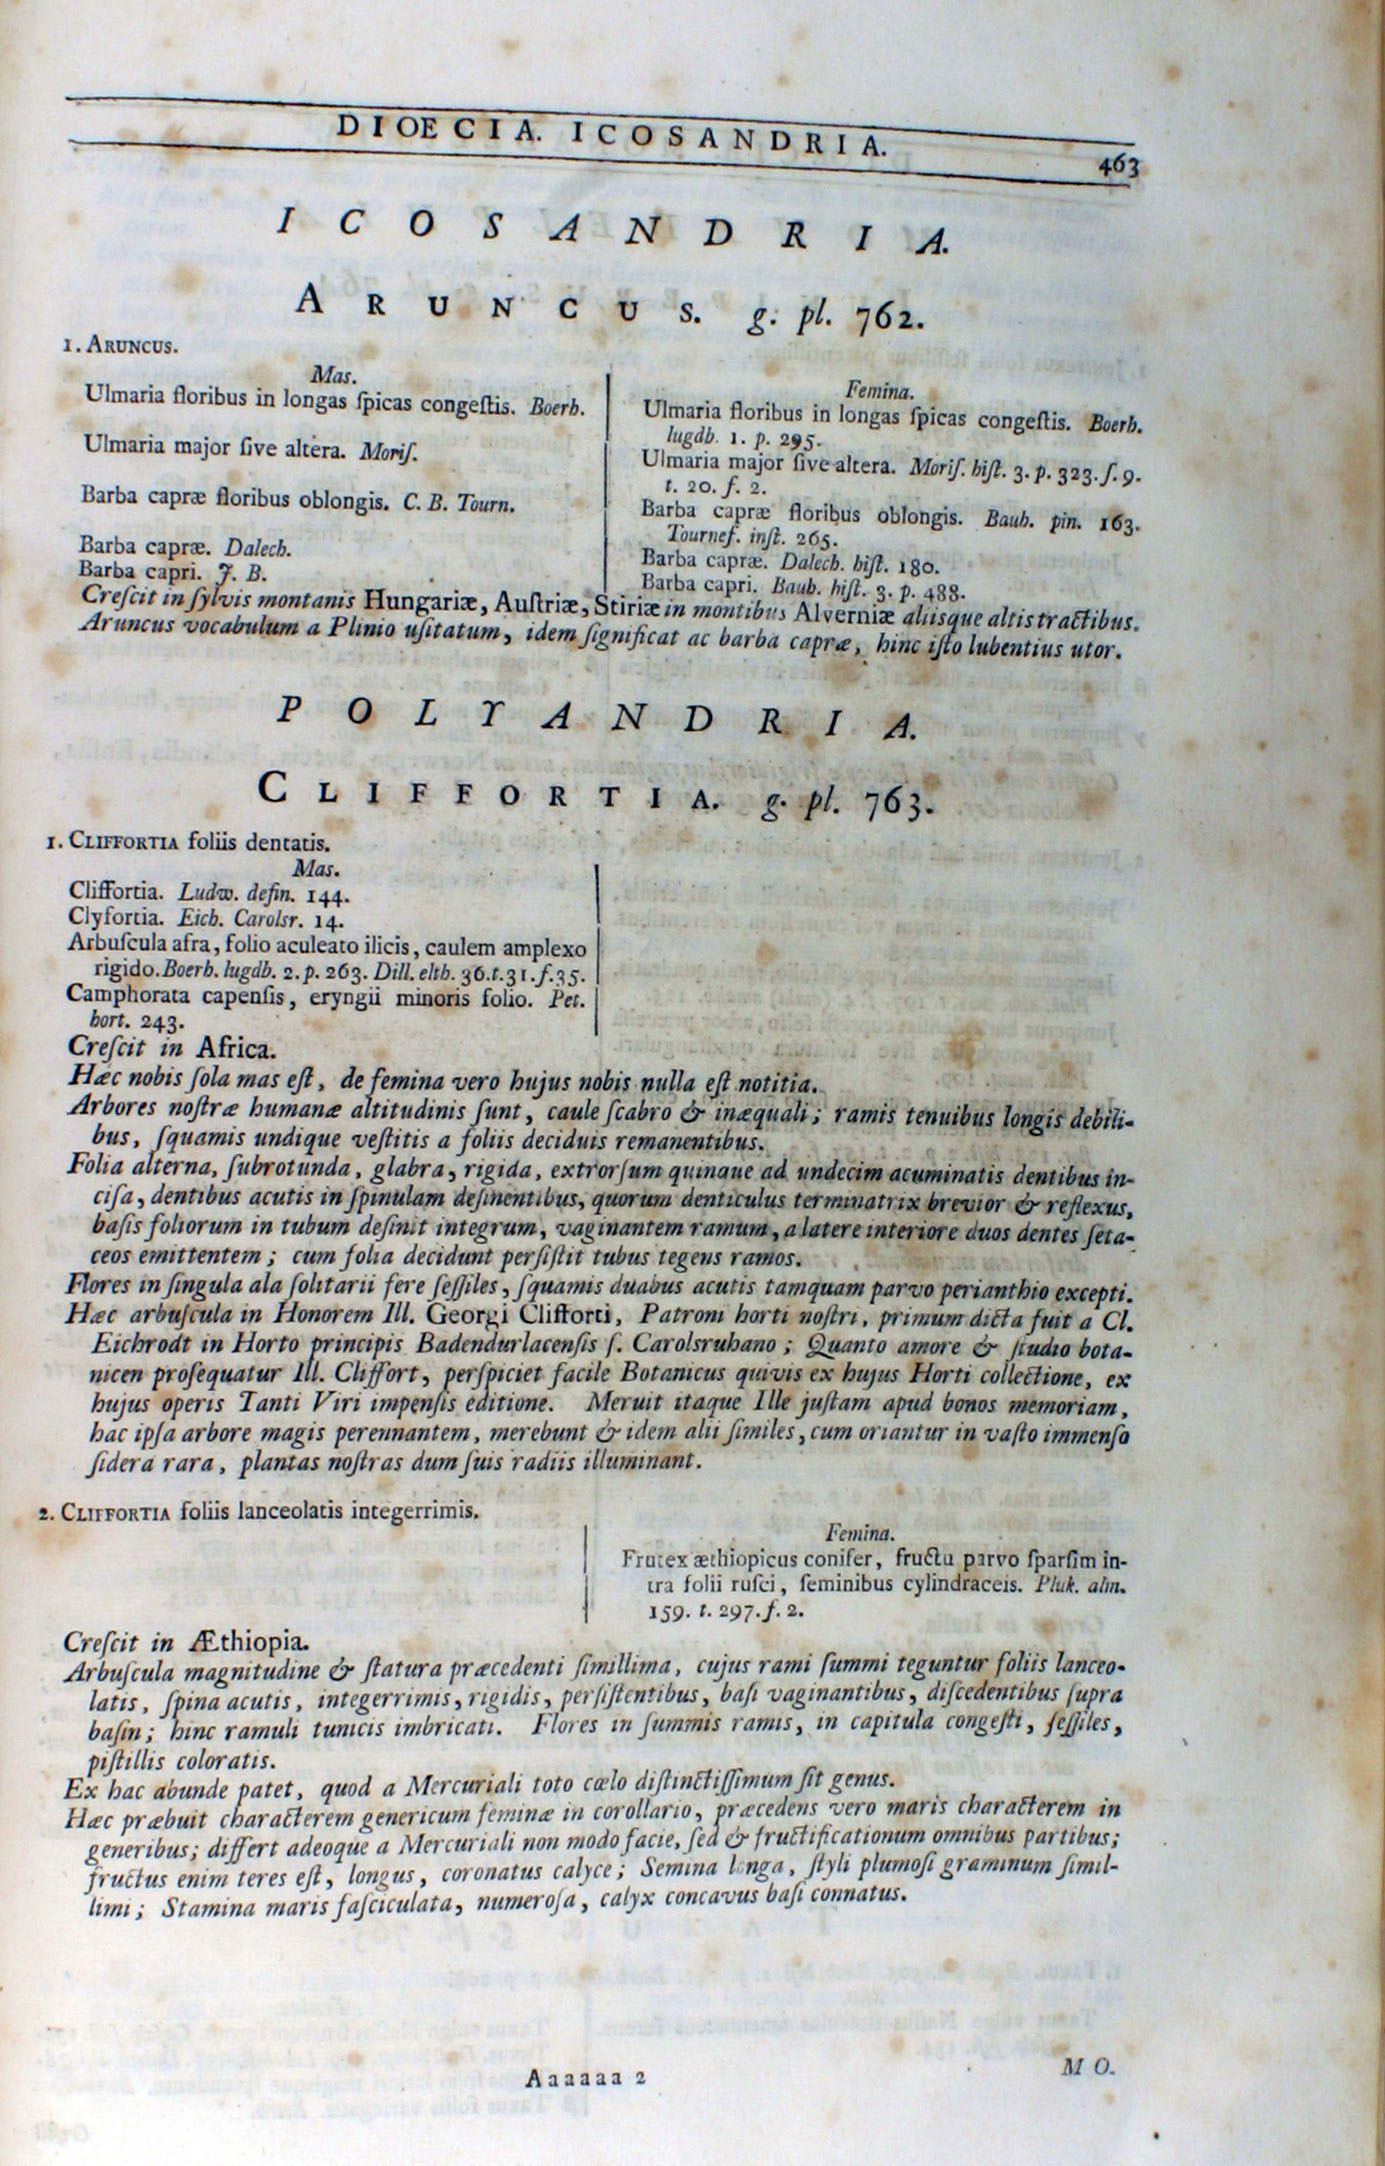 DIOECIA. ICOSANDRIA.
463
ICOSANDRIA.
ARUNCUS. g. pl. 762.
1. ARUNCUS.
Mas.
Ulmaria floribus in longas ſpicas congeſtis. Boerh.
Ulmaria major ſive altera. Moriſ.
Barba capræ floribus oblongis. C. B. Tourn.
Barba capræ. Dalech.
Barba capri. J. B.
Femina.
Ulmaria floribus in longas ſpicas congeſtis. Boerh.
lugdb. 1. p. 295.
Ulmaria major ſive altera. Moriſ. hiſt. 3. p. 323. ſ. 9.
t. 20. f. 2.
Barba capræ floribus oblongis. Bauh. pin. 163.
Tournef. inſt. 265.
Barba capræ. Dalech. hiſt. 180.
Barba capri. Bauh. hiſt. 3. p. 488.
Creſcit in ſylvis montanis Hungariæ, Auſtriæ, Stiriæ in montibus Alverniæ aliisque altis tractibus.
Aruncus vocabulum a Plinio uſitatum, idem ſignificat ac barba capræ, hinc iſto lubentius utor.
POLYANDRIA.
CLIFFORTIA. g. pl. 763.
1. CLIFFORTIA foliis dentatis.
Mas.
Cliffortia. Ludw. defin. 144.
Clyfortia. Eich. Carolsr. 14.
Arbuſcula afra, folio aculeato ilicis, caulem amplexo
rigido. Boerh. lugdb. 2. p. 263. Dill. elth. 36. t. 31. f. 35.
Camphorata capenſis, eryngii minoris folio. Pet.
hort. 243.
Creſcit in Africa.
Hæc nobis ſola mas eſt, de femina vero hujus nobis nulla eſt notitia.
Arbores noſtræ humanæ altitudinis ſunt, caule ſcabro & inæquali; ramis tenuibus longis debili-
bus, ſquamis undique veſtitis a foliis deciduis remanentibus.
Folia alterna, ſubrotunda, glabra, rigida, extrorſum quinque ad undecim acuminatis dentibus in-
ciſa, dentibus acutis in ſpinulam deſinentibus, quorum denticulus terminatrix brevior & reflexus,
baſis foliorum in tubum deſinit integrum, vaginantem ramum, a latere interiore duos dentes ſeta-
ceos emittentem; cum folia decidunt perſiſtit tubus tegens ramos.
Flores in ſingula ala ſolitarii fere ſeſſiles, ſquamis duabus acutis tamquam parvo perianthio excepti.
Hæc arbuſcula in Honorem Ill. Georgi Clifforti, Patroni horti noſtri, primum dicta fuit a Cl.
Eichrodt in Horto principis Badendurlacenſis ſ. Carolsruhano; Quanto amore & ſtudio bota-
nicen proſequatur Ill. Cliffort, perſpiciet facile Botanicus quivis ex hujus Horti collectione, ex
hujus operis Tanti Viri impenſis editione. Meruit itaque Ille juſtam apud bonos memoriam,
hac ipſa arbore magis perennantem, merebunt & idem alii ſimiles, cum oriantur in vaſto immenſo
ſidera rara, plantas noſtras dum ſuis radiis illuminant.
2. CLIFFORTIA foliis lanceolatis integerrimis.
Femina.
Frutex æthiopicus conifer, fructu parvo ſparſim in-
tra folii ruſci, ſeminibus cylindraceis. Pluk. alm.
159. t. 297. f. 2.
Creſcit in Æthiopia.
Arbuſcula magnitudine & ſtatura præcedenti ſimillima, cujus rami ſummi teguntur foliis lanceo-
latis, ſpina acutis, integerrimis, rigidis, perſiſtentibus, baſi vaginantibus, diſcedentibus ſupra
baſin; hinc ramuli tunicis imbricati. Flores in ſummis ramis, in capitula congeſti, ſeſſiles,
piſtillis coloratis.
Ex hac abunde patet, quod a Mercuriali toto cœlo diſtinctiſſimum ſit genus.
Hæc præbuit characterem genericum feminæ in corollario, præcedens vero maris characterem in
generibus; differt adeoque a Mercuriali non modo facie, ſed & fructificationum omnibus partibus;
fructus enim teres eſt, longus, coronatus calyce; Semina longa, ſtyli plumoſi graminum ſimil-
limi; Stamina maris faſciculata, numeroſa, calyx concavus baſi connatus.
Aaaaaa 2
MO.